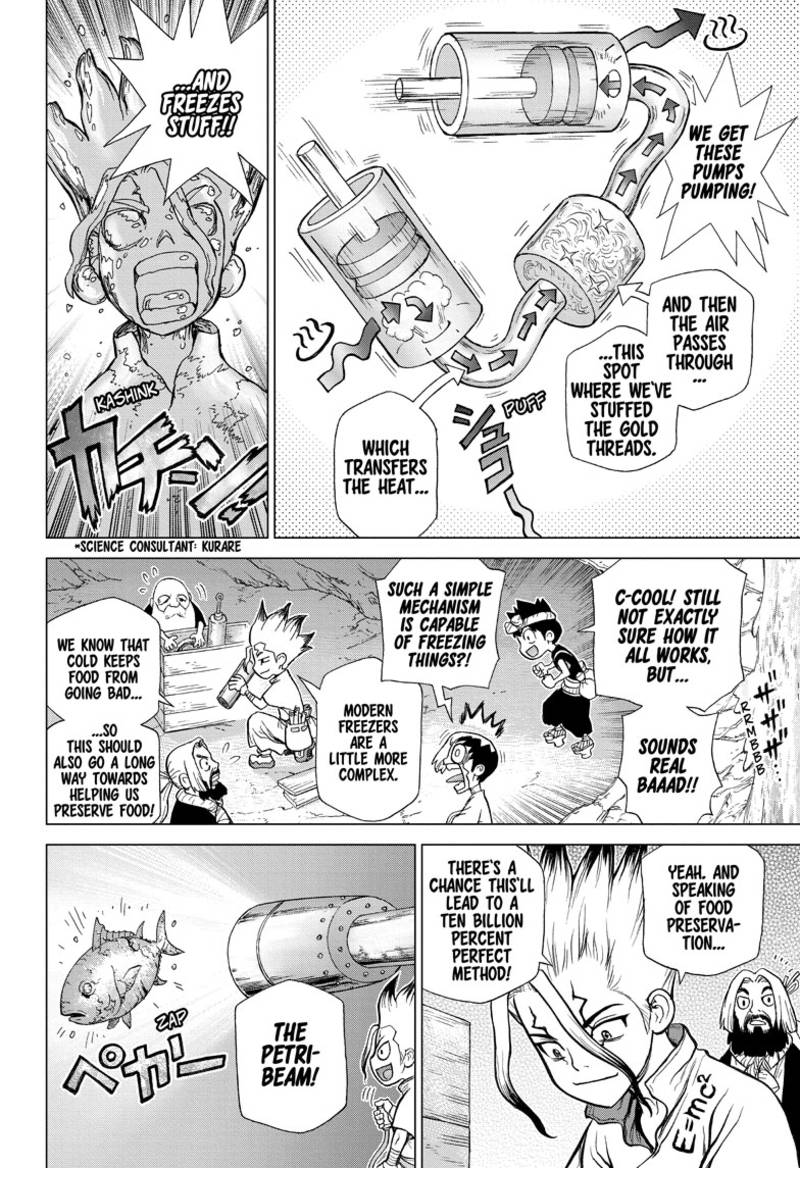 WE GET
THESE
PUMPS
PUMPING!
AND THEN
THE AIR
PASSES
THROUGH
...
...THIS
SPOT
WHERE WE'VE
STUFFED
THE GOLD
THREADS.
PUFF
シュコー
WHICH
TRANSFERS
THE HEAT...
...AND
FREEZES
STUFF!!
KASHINK
カチーン
*SCIENCE CONSULTANT: KURARE
C-COOL! STILL
NOT EXACTLY
SURE HOW IT
ALL WORKS,
BUT...
SOUNDS
REAL
BAAAD!!
RRMBBB
ザザザ
SUCH A SIMPLE
MECHANISM
IS CAPABLE
OF FREEZING
THINGS?!
MODERN
FREEZERS
ARE A
LITTLE MORE
COMPLEX.
WE KNOW THAT
COLD KEEPS
FOOD FROM
GOING BAD...
...SO
THIS SHOULD
ALSO GO A LONG
WAY TOWARDS
HELPING US
PRESERVE FOOD!
YEAH. AND
SPEAKING
OF FOOD
PRESERVA-
TION...
THERE'S A
CHANCE THIS'LL
LEAD TO A
TEN BILLION
PERCENT
PERFECT
METHOD!
E=mc²
THE
PETRI-
BEAM!
ZAP
ペカー